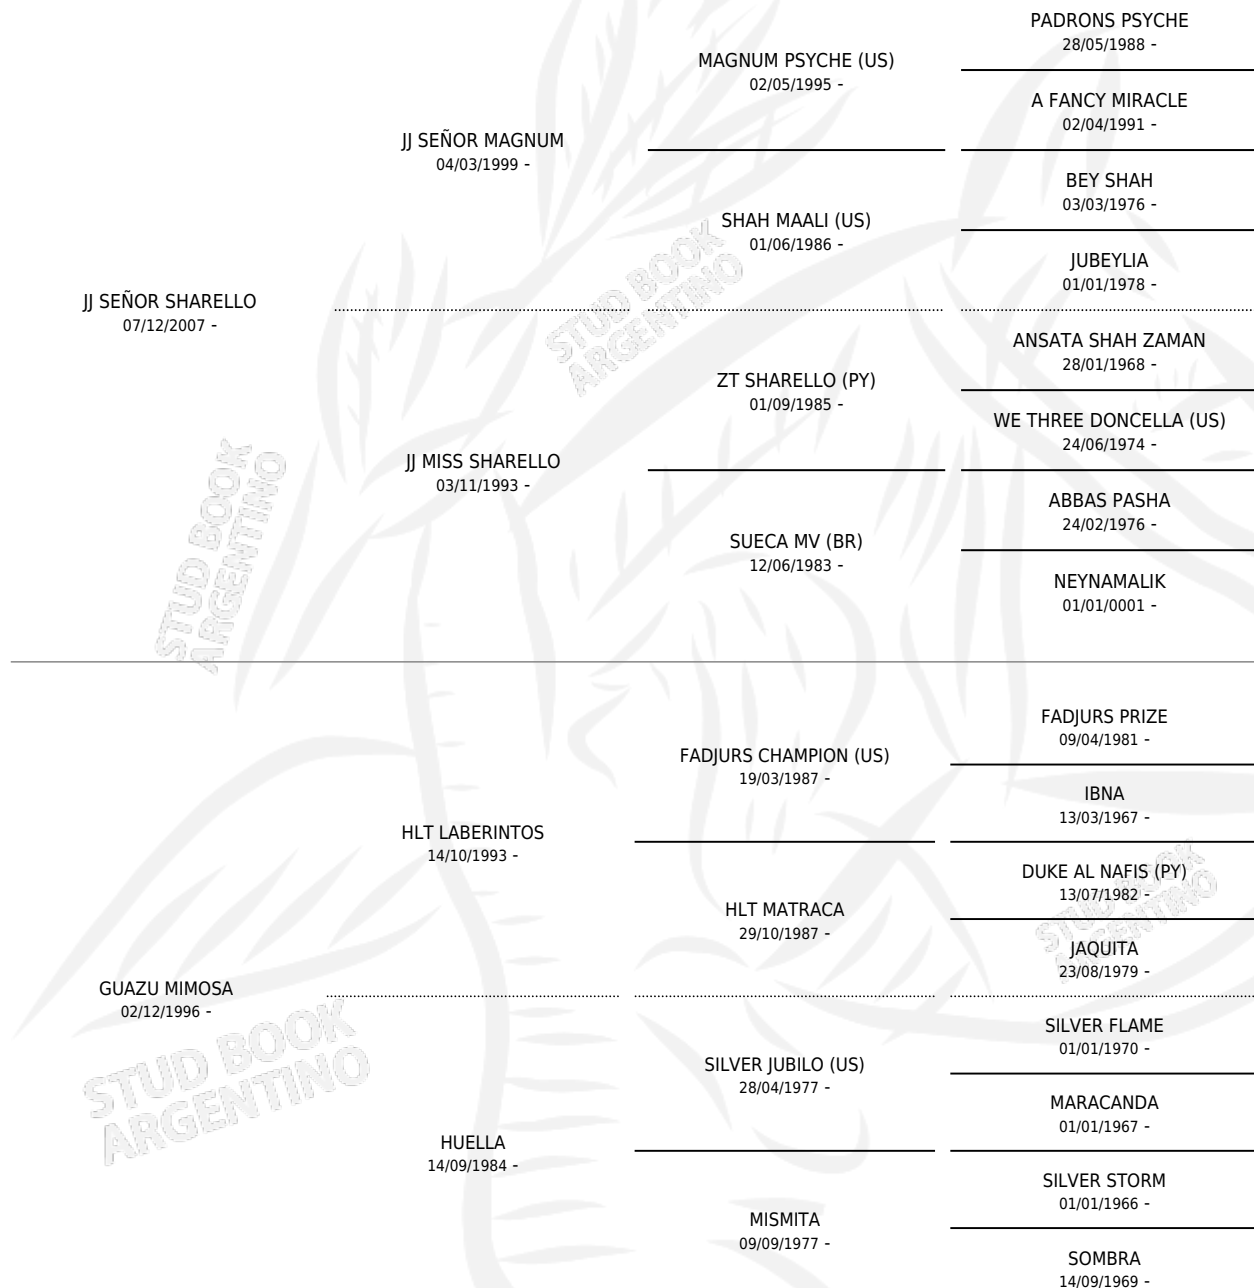 PADRONS PSYCHE
28/05/1988 -
MAGNUM PSYCHE (US)
02/05/1995 -
A FANCY MIRACLE
02/04/1991 -
JJ SEÑOR MAGNUM
04/03/1999 -
BEY SHAH
03/03/1976 -
SHAH MAALI (US)
01/06/1986 -
JUBEYLIA
01/01/1978 -
JJ SEÑOR SHARELLO
07/12/2007 -
ANSATA SHAH ZAMAN
28/01/1968 -
ZT SHARELLO (PY)
01/09/1985 -
WE THREE DONCELLA (US)
24/06/1974 -
JJ MISS SHARELLO
03/11/1993 -
ABBAS PASHA
24/02/1976 -
SUECA MV (BR)
12/06/1983 -
NEYNAMALIK
01/01/0001 -
STUD BOOK
ARGENTINO
STUD BOOK
ARGENTINO
FADJURS PRIZE
09/04/1981 -
FADJURS CHAMPION (US)
19/03/1987 -
IBNA
13/03/1967 -
HLT LABERINTOS
14/10/1993 -
DUKE AL NAFIS (PY)
13/07/1982 -
HLT MATRACA
29/10/1987 -
JAQUITA
23/08/1979 -
STUD BOOK
ARGENTINO
GUAZU MIMOSA
02/12/1996 -
SILVER FLAME
01/01/1970 -
SILVER JUBILO (US)
28/04/1977 -
MARACANDA
01/01/1967 -
STUD BOOK
ARGENTINO
HUELLA
14/09/1984 -
SILVER STORM
01/01/1966 -
MISMITA
09/09/1977 -
SOMBRA
14/09/1969 -